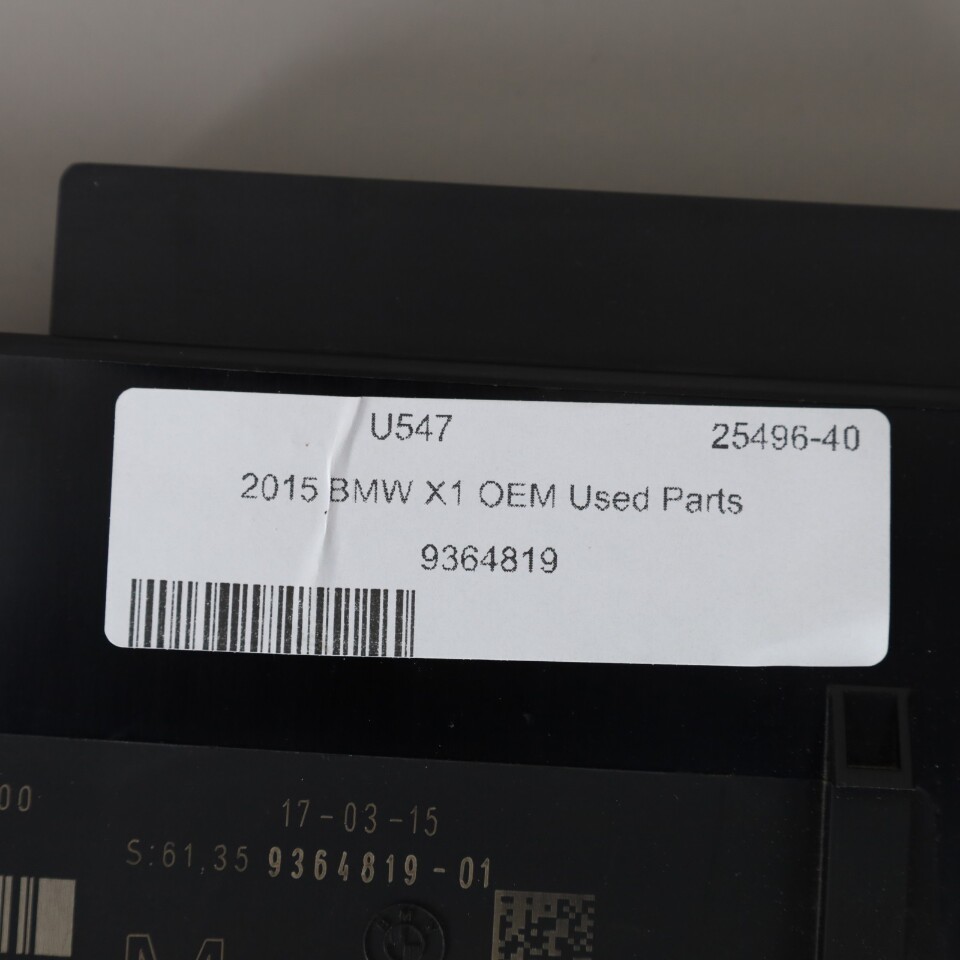 U547 25496-40
2015 BMW X1 OEM Used Parts
9364819
00 17-03-15
S:61,35 9364819-01
M